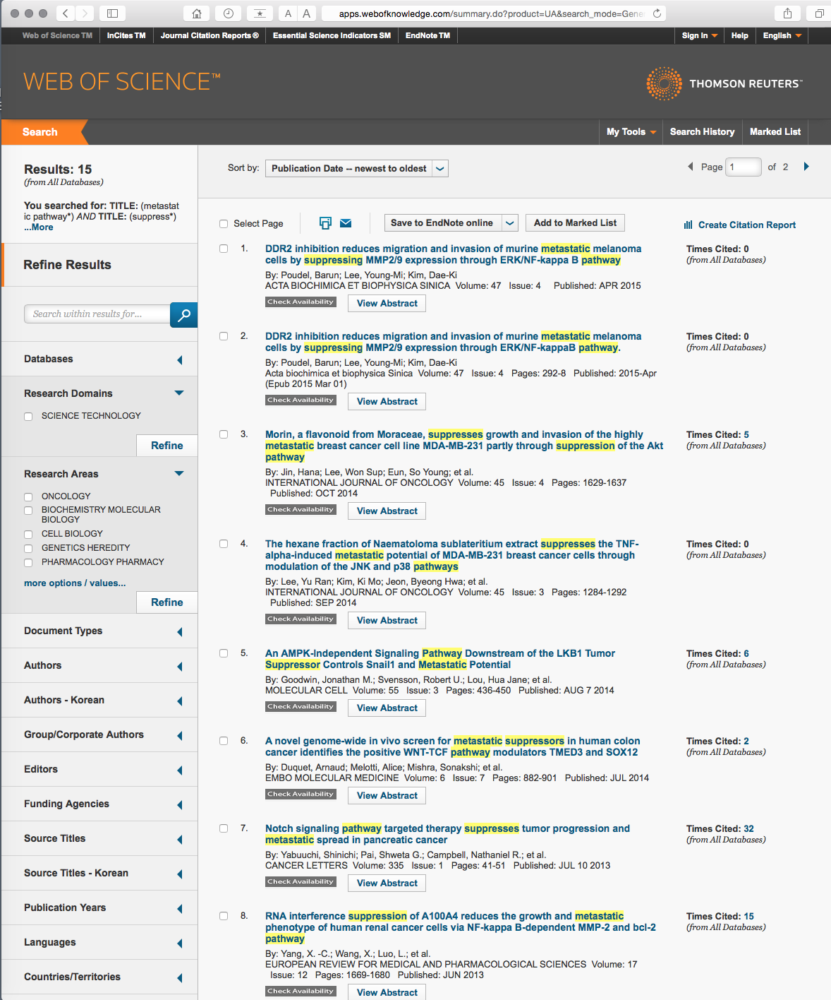 apps.webofknowledge.com/summary.do?product=UA&search_mode=Gene
A A
Web of Science TM InCites TM Journal Citation Reports ® Essential Science Indicators SM EndNote TM Sign In Help English
WEB OF SCIENCE™
THOMSON REUTERS™
Search My Tools Search History Marked List
Results: 15
(from All Databases)
You searched for: TITLE: (metastat
ic pathway*) AND TITLE: (suppress*)
...More
Refine Results
Search within results for...
Databases
Research Domains
SCIENCE TECHNOLOGY
Refine
Research Areas
ONCOLOGY
BIOCHEMISTRY MOLECULAR
BIOLOGY
CELL BIOLOGY
GENETICS HEREDITY
PHARMACOLOGY PHARMACY
more options / values...
Refine
Document Types
Authors
Authors - Korean
Group/Corporate Authors
Editors
Funding Agencies
Source Titles
Source Titles - Korean
Publication Years
Languages
Countries/Territories
Sort by: Publication Date -- newest to oldest Page 1 of 2
Select Page Save to EndNote online Add to Marked List Create Citation Report
1. DDR2 inhibition reduces migration and invasion of murine metastatic melanoma
cells by suppressing MMP2/9 expression through ERK/NF-kappa B pathway
By: Poudel, Barun; Lee, Young-Mi; Kim, Dae-Ki
ACTA BIOCHIMICA ET BIOPHYSICA SINICA Volume: 47 Issue: 4 Published: APR 2015
Check Availability View Abstract
Times Cited: 0
(from All Databases)
2. DDR2 inhibition reduces migration and invasion of murine metastatic melanoma
cells by suppressing MMP2/9 expression through ERK/NF-kappaB pathway.
By: Poudel, Barun; Lee, Young-Mi; Kim, Dae-Ki
Acta biochimica et biophysica Sinica Volume: 47 Issue: 4 Pages: 292-8 Published: 2015-Apr
(Epub 2015 Mar 01)
Check Availability View Abstract
Times Cited: 0
(from All Databases)
3. Morin, a flavonoid from Moraceae, suppresses growth and invasion of the highly
metastatic breast cancer cell line MDA-MB-231 partly through suppression of the Akt
pathway
By: Jin, Hana; Lee, Won Sup; Eun, So Young; et al.
INTERNATIONAL JOURNAL OF ONCOLOGY Volume: 45 Issue: 4 Pages: 1629-1637
Published: OCT 2014
Check Availability View Abstract
Times Cited: 5
(from All Databases)
4. The hexane fraction of Naematoloma sublateritium extract suppresses the TNF-
alpha-induced metastatic potential of MDA-MB-231 breast cancer cells through
modulation of the JNK and p38 pathways
By: Lee, Yu Ran; Kim, Ki Mo; Jeon, Byeong Hwa; et al.
INTERNATIONAL JOURNAL OF ONCOLOGY Volume: 45 Issue: 3 Pages: 1284-1292
Published: SEP 2014
Check Availability View Abstract
Times Cited: 0
(from All Databases)
5. An AMPK-Independent Signaling Pathway Downstream of the LKB1 Tumor
Suppressor Controls Snail1 and Metastatic Potential
By: Goodwin, Jonathan M.; Svensson, Robert U.; Lou, Hua Jane; et al.
MOLECULAR CELL Volume: 55 Issue: 3 Pages: 436-450 Published: AUG 7 2014
Check Availability View Abstract
Times Cited: 6
(from All Databases)
6. A novel genome-wide in vivo screen for metastatic suppressors in human colon
cancer identifies the positive WNT-TCF pathway modulators TMED3 and SOX12
By: Duquet, Arnaud; Melotti, Alice; Mishra, Sonakshi; et al.
EMBO MOLECULAR MEDICINE Volume: 6 Issue: 7 Pages: 882-901 Published: JUL 2014
Check Availability View Abstract
Times Cited: 2
(from All Databases)
7. Notch signaling pathway targeted therapy suppresses tumor progression and
metastatic spread in pancreatic cancer
By: Yabuuchi, Shinichi; Pai, Shweta G.; Campbell, Nathaniel R.; et al.
CANCER LETTERS Volume: 335 Issue: 1 Pages: 41-51 Published: JUL 10 2013
Check Availability View Abstract
Times Cited: 32
(from All Databases)
8. RNA interference suppression of A100A4 reduces the growth and metastatic
phenotype of human renal cancer cells via NF-kappa B-dependent MMP-2 and bcl-2
pathway
By: Yang, X. -C.; Wang, X.; Luo, L.; et al.
EUROPEAN REVIEW FOR MEDICAL AND PHARMACOLOGICAL SCIENCES Volume: 17
Issue: 12 Pages: 1669-1680 Published: JUN 2013
Check Availability View Abstract
Times Cited: 15
(from All Databases)